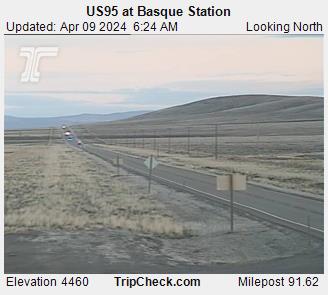 US95 at Basque Station
Updated: Apr 09 2024 6:24 AM Looking North
Elevation 4460 TripCheck.com Milepost 91.62